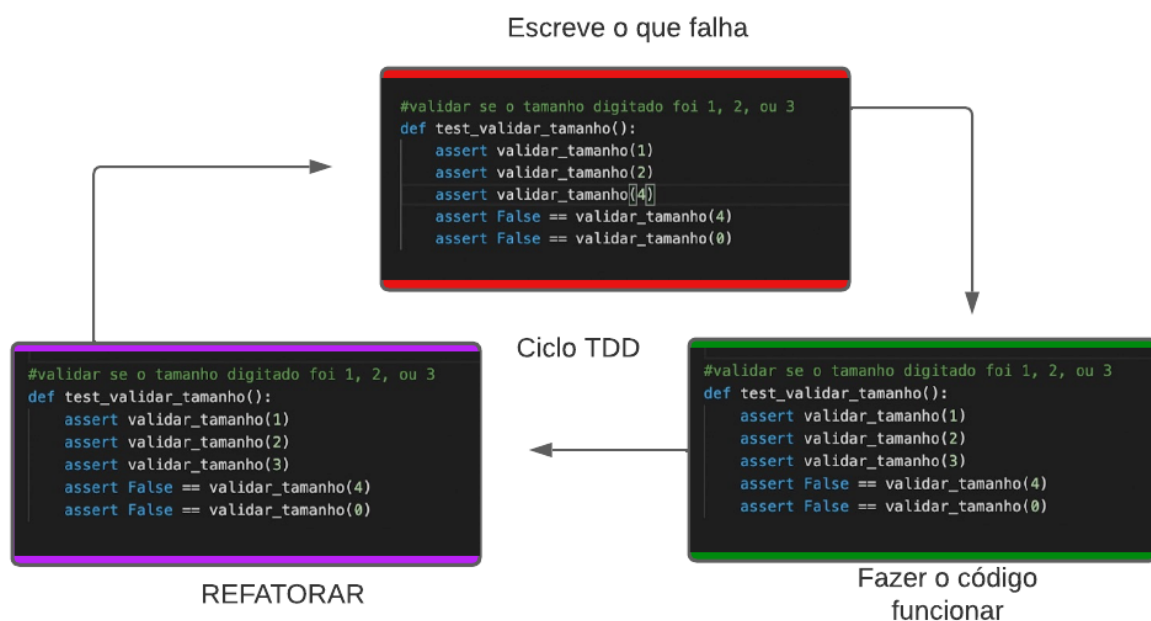 Escreve o que falha
#validar se o tamanho digitado foi 1, 2, ou 3
def test_validar_tamanho():
    assert validar_tamanho(1)
    assert validar_tamanho(2)
    assert validar_tamanho(4)
    assert False == validar_tamanho(4)
    assert False == validar_tamanho(0)
Ciclo TDD
#validar se o tamanho digitado foi 1, 2, ou 3
def test_validar_tamanho():
    assert validar_tamanho(1)
    assert validar_tamanho(2)
    assert validar_tamanho(3)
    assert False == validar_tamanho(4)
    assert False == validar_tamanho(0)
Fazer o código
funcionar
#validar se o tamanho digitado foi 1, 2, ou 3
def test_validar_tamanho():
    assert validar_tamanho(1)
    assert validar_tamanho(2)
    assert validar_tamanho(3)
    assert False == validar_tamanho(4)
    assert False == validar_tamanho(0)
REFATORAR